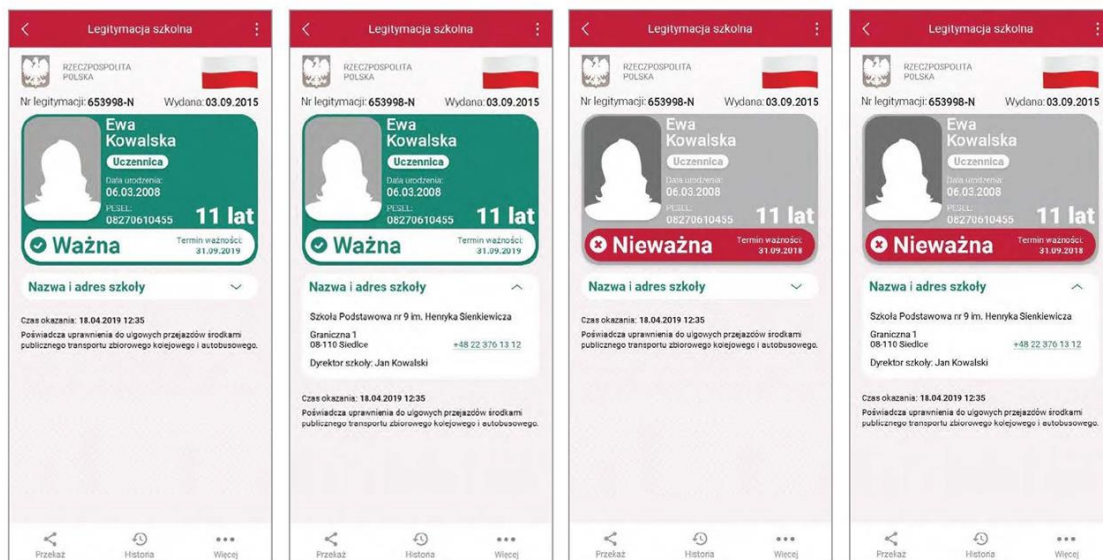 Legitymacja szkolna
RZECZPOSPOLITA
POLSKA
Nr legitymacji: 653998-N Wydana: 03.09.2015
Ewa
Kowalska
Uczennica
Data urodzenia:
06.03.2008
PESEL:
08270610455
11 lat
Ważna
Termin ważności:
31.09.2019
Nazwa i adres szkoły
Czas okazania: 18.04.2019 12:35
Poświadcza uprawnienia do ulgowych przejazdów środkami
publicznego transportu zbiorowego kolejowego i autobusowego.
Przekaż Historia Więcej
Legitymacja szkolna
RZECZPOSPOLITA
POLSKA
Nr legitymacji: 653998-N Wydana: 03.09.2015
Ewa
Kowalska
Uczennica
Data urodzenia:
06.03.2008
PESEL:
08270610455
11 lat
Ważna
Termin ważności:
31.09.2019
Nazwa i adres szkoły
Szkoła Podstawowa nr 9 im. Henryka Sienkiewicza
Graniczna 1
08-110 Siedlce +48 22 376 13 12
Dyrektor szkoły: Jan Kowalski
Czas okazania: 18.04.2019 12:35
Poświadcza uprawnienia do ulgowych przejazdów środkami
publicznego transportu zbiorowego kolejowego i autobusowego.
Przekaż Historia Więcej
Legitymacja szkolna
RZECZPOSPOLITA
POLSKA
Nr legitymacji: 653998-N Wydana: 03.09.2015
Ewa
Kowalska
Uczennica
Data urodzenia:
06.03.2008
PESEL:
08270610455
11 lat
Nieważna
Termin ważności:
31.09.2018
Nazwa i adres szkoły
Czas okazania: 18.04.2019 12:35
Poświadcza uprawnienia do ulgowych przejazdów środkami
publicznego transportu zbiorowego kolejowego i autobusowego.
Przekaż Historia Więcej
Legitymacja szkolna
RZECZPOSPOLITA
POLSKA
Nr legitymacji: 653998-N Wydana: 03.09.2015
Ewa
Kowalska
Uczennica
Data urodzenia:
06.03.2008
PESEL:
08270610455
11 lat
Nieważna
Termin ważności:
31.09.2018
Nazwa i adres szkoły
Szkoła Podstawowa nr 9 im. Henryka Sienkiewicza
Graniczna 1
08-110 Siedlce +48 22 376 13 12
Dyrektor szkoły: Jan Kowalski
Czas okazania: 18.04.2019 12:35
Poświadcza uprawnienia do ulgowych przejazdów środkami
publicznego transportu zbiorowego kolejowego i autobusowego.
Przekaż Historia Więcej